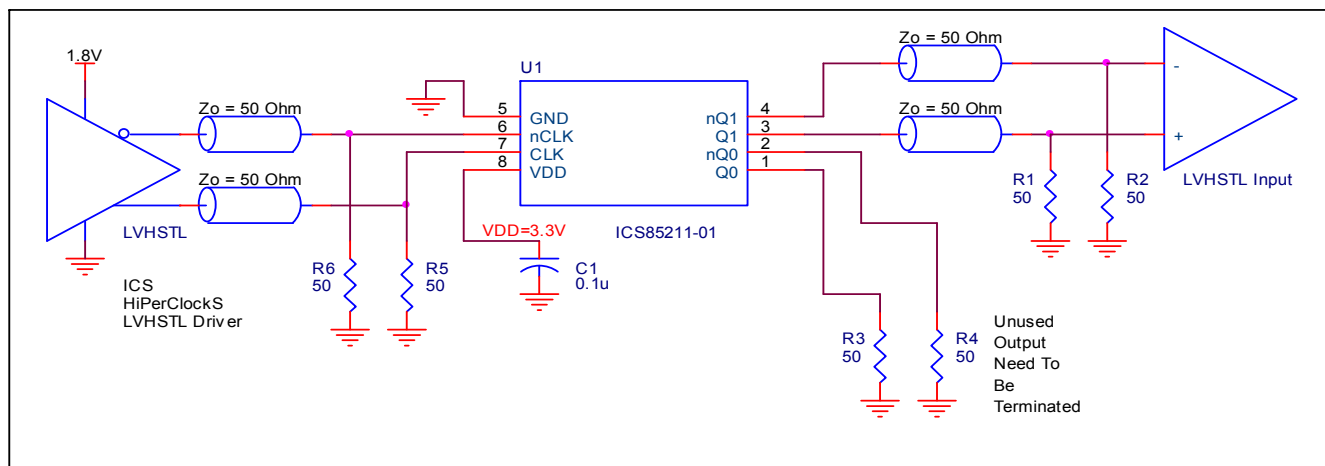 1.8V
Zo = 50 Ohm
Zo = 50 Ohm
LVHSTL
ICS
HiPerClockS
LVHSTL Driver
R6
50
R5
50
U1
5
GND
6
nCLK
7
CLK
8
VDD
nQ1
4
Q1
3
nQ0
2
Q0
1
ICS85211-01
VDD=3.3V
C1
0.1u
Zo = 50 Ohm
Zo = 50 Ohm
-
+
LVHSTL Input
R1
50
R2
50
R3
50
R4
50
Unused
Output
Need To
Be
Terminated